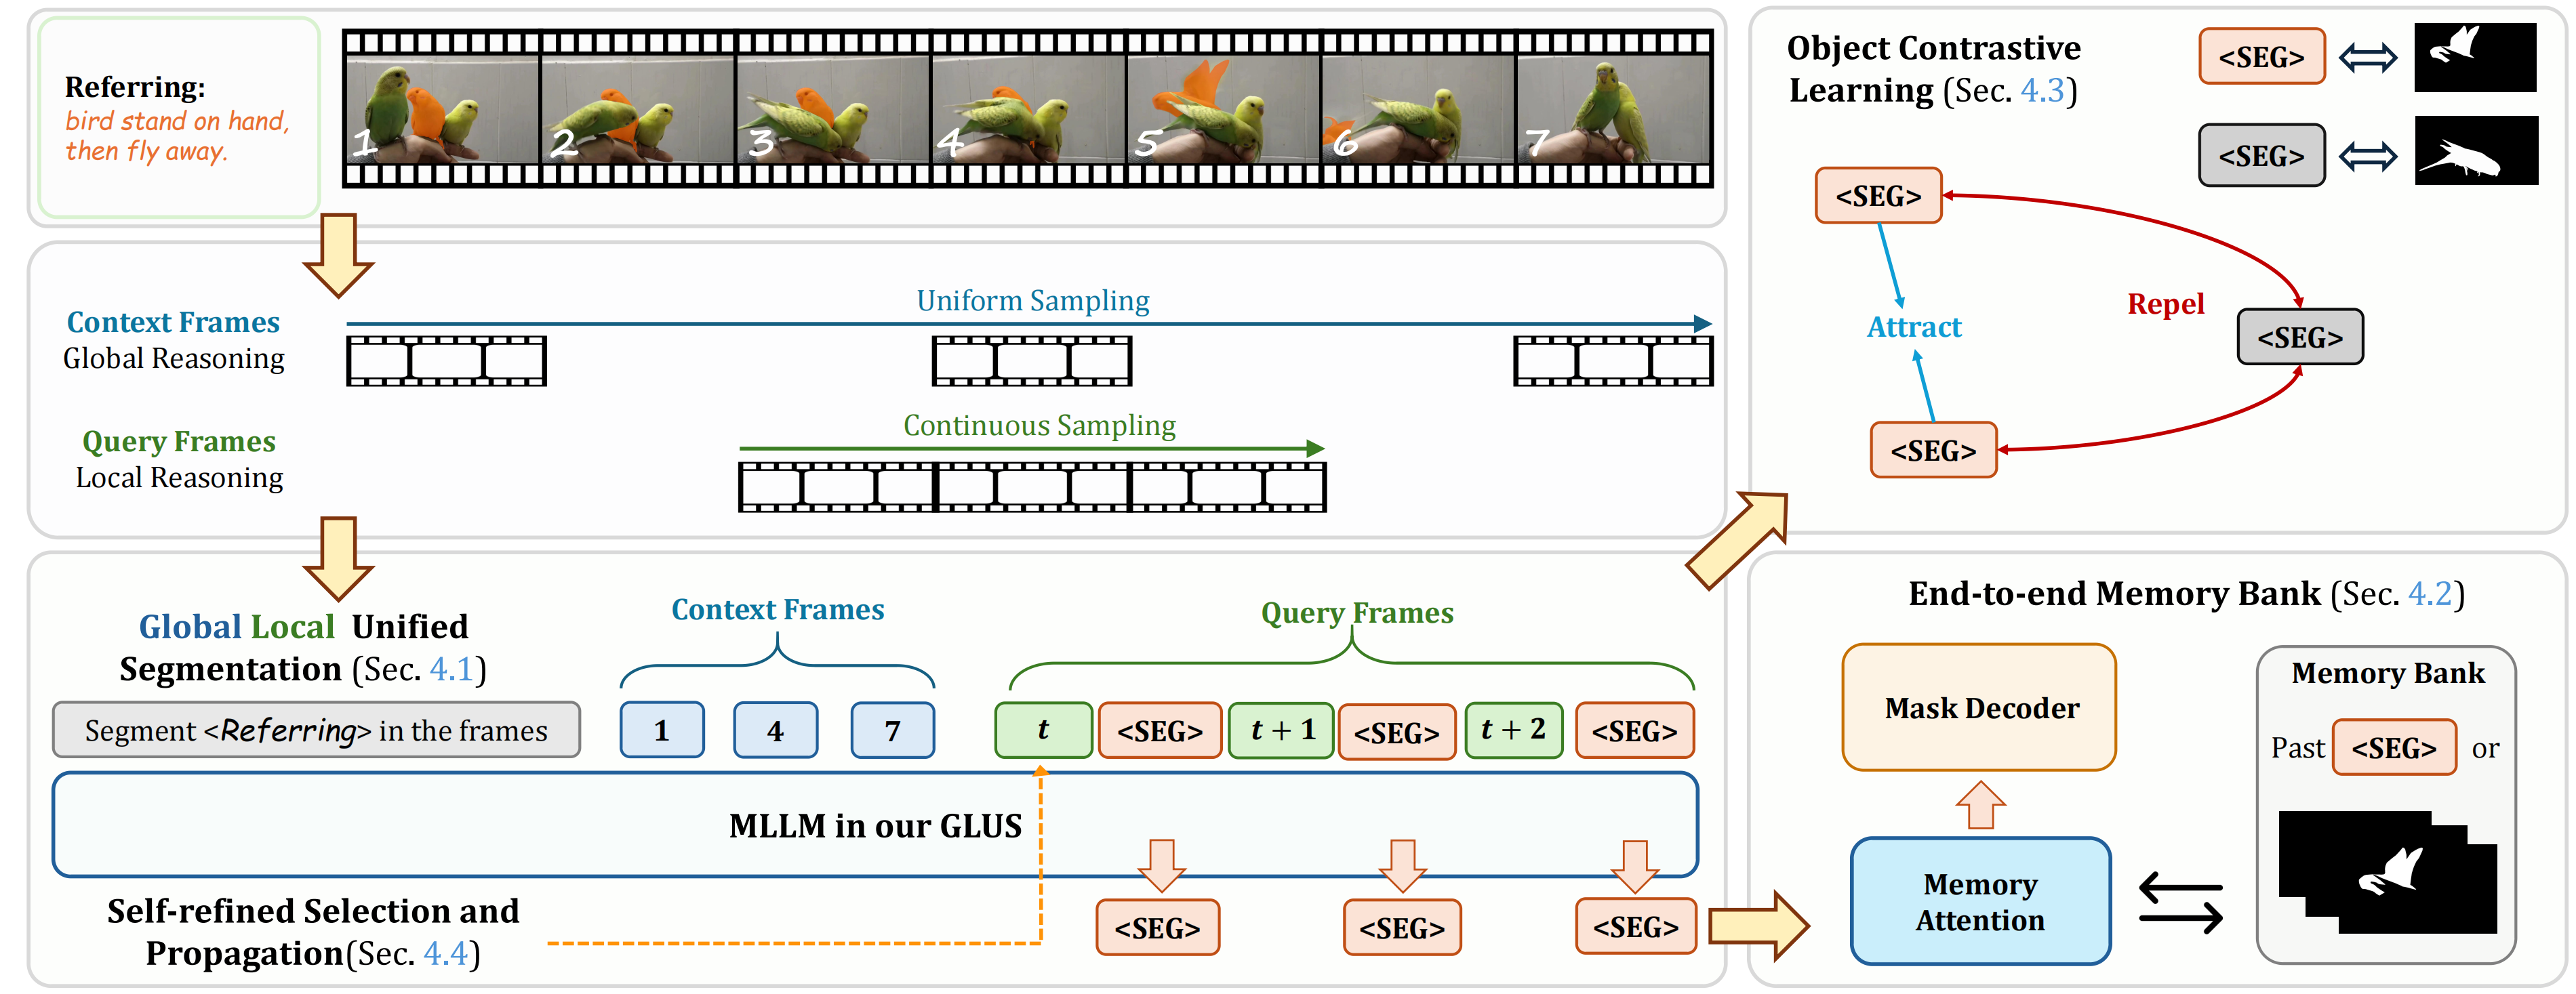 Referring:
bird stand on hand,
then fly away.
1
2
3
4
5
6
7
Context Frames
Global Reasoning
Uniform Sampling
Query Frames
Local Reasoning
Continuous Sampling
Global Local Unified
Segmentation (Sec. 4.1)
Context Frames
Query Frames
Segment <Referring> in the frames
1
4
7
t
<SEG>
t + 1
<SEG>
t + 2
<SEG>
MLLM in our GLUS
Self-refined Selection and
Propagation(Sec. 4.4)
<SEG>
<SEG>
<SEG>
Object Contrastive
Learning (Sec. 4.3)
<SEG>
<SEG>
<SEG>
Attract
Repel
<SEG>
<SEG>
End-to-end Memory Bank (Sec. 4.2)
Mask Decoder
Memory
Attention
Memory Bank
Past <SEG> or